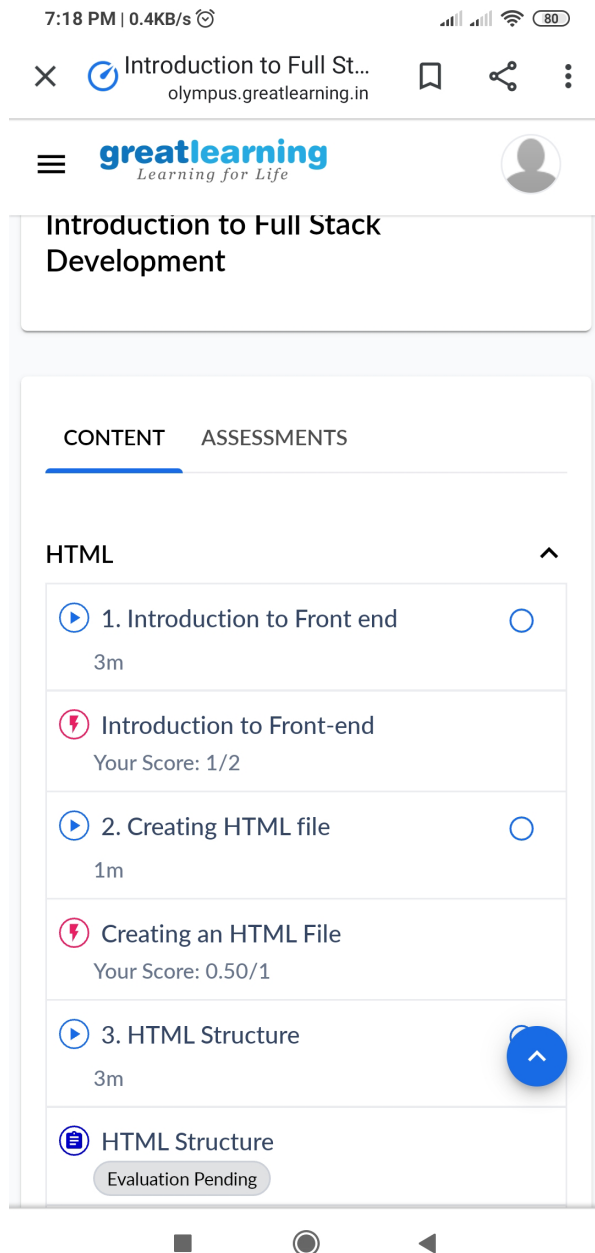 7:18 PM | 0.4KB/s
80
Introduction to Full St...
olympus.greatlearning.in
greatlearning
Learning for Life
Introduction to Full Stack
Development
CONTENT ASSESSMENTS
HTML
1. Introduction to Front end
3m
Introduction to Front-end
Your Score: 1/2
2. Creating HTML file
1m
Creating an HTML File
Your Score: 0.50/1
3. HTML Structure
3m
HTML Structure
Evaluation Pending